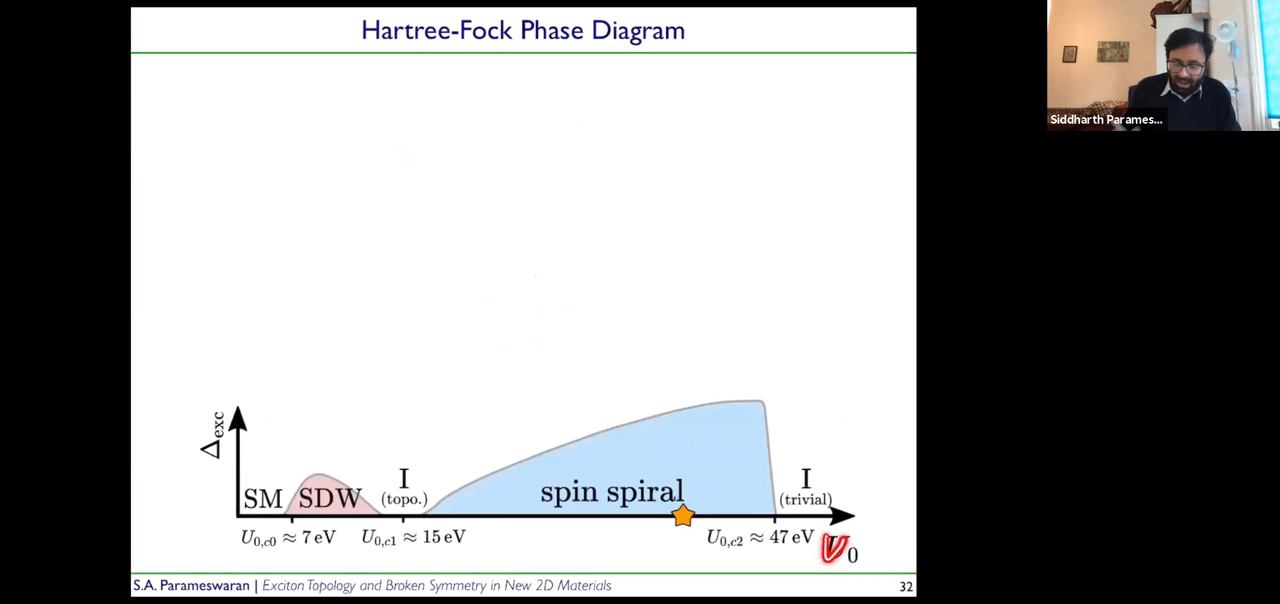 Hartree-Fock Phase Diagram
Siddharth Parames...
Δexc
SM
SDW
I
(topo.)
spin spiral
I
(trivial)
U0,c0 ≈ 7 eV
U0,c1 ≈ 15 eV
U0,c2 ≈ 47 eV
U0
S.A. Parameswaran | Exciton Topology and Broken Symmetry in New 2D Materials
32